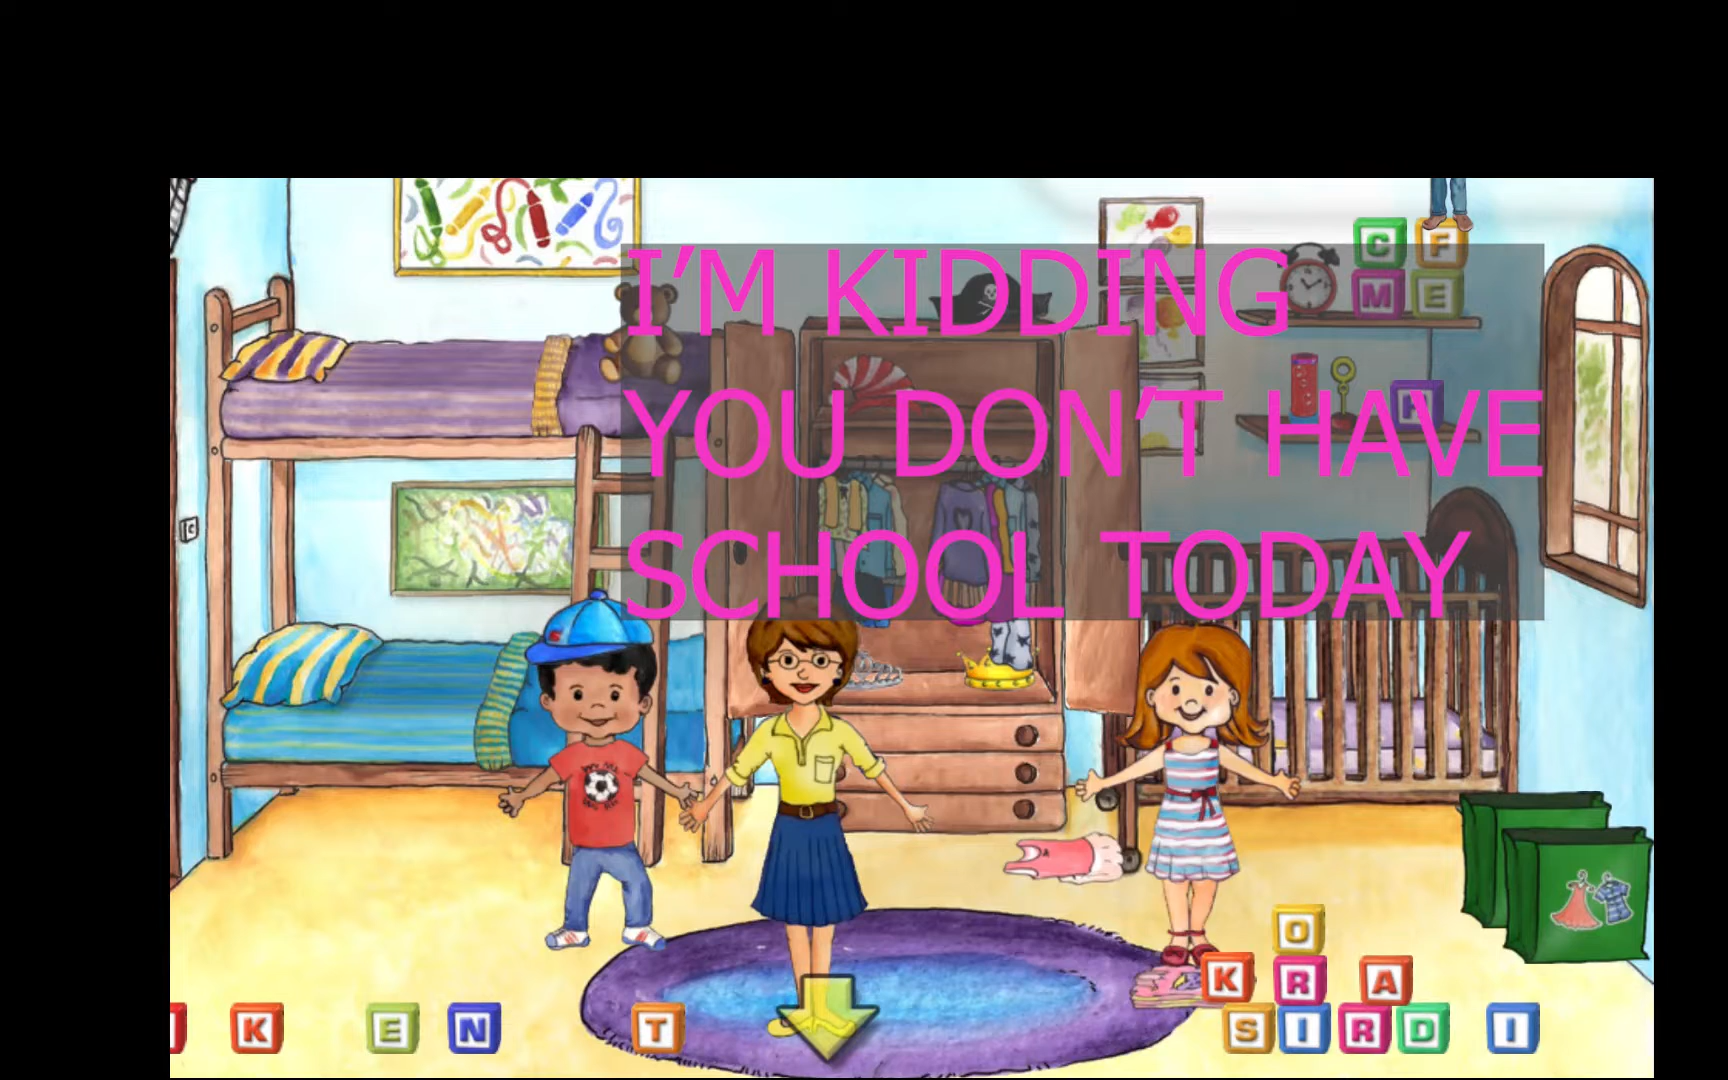 C F
I'M KIDDING
M E
YOU DON'T HAVE
SCHOOL TODAY
O
K R A
K E N T S I R D I